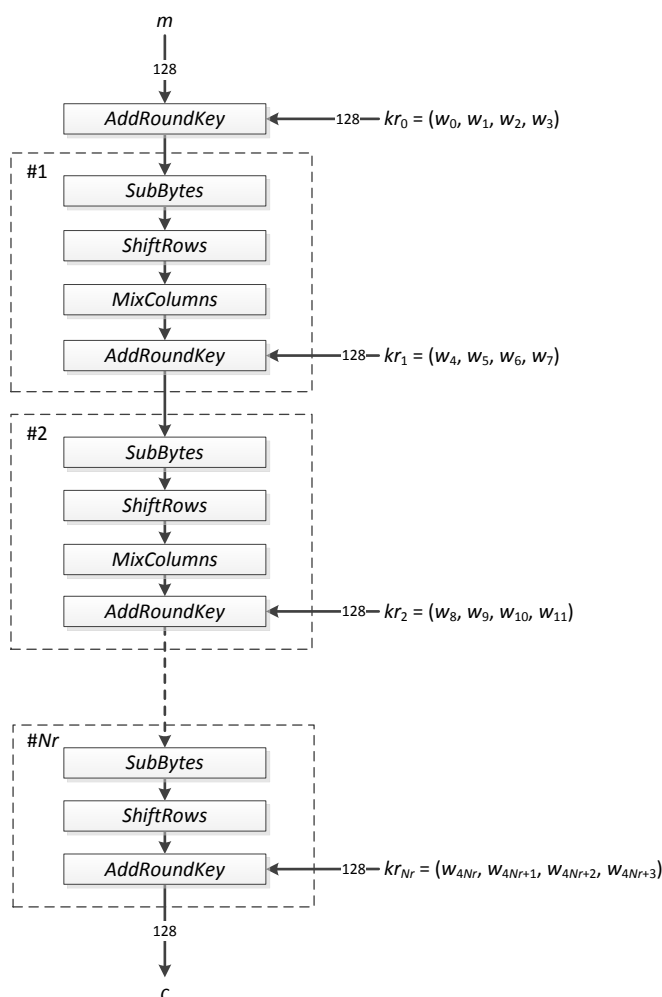 m
128
AddRoundKey
128 kr0 = (w0, w1, w2, w3)
#1
SubBytes
ShiftRows
MixColumns
AddRoundKey
128 kr1 = (w4, w5, w6, w7)
#2
SubBytes
ShiftRows
MixColumns
AddRoundKey
128 kr2 = (w8, w9, w10, w11)
#Nr
SubBytes
ShiftRows
AddRoundKey
128 krNr = (w4Nr, w4Nr+1, w4Nr+2, w4Nr+3)
128
c